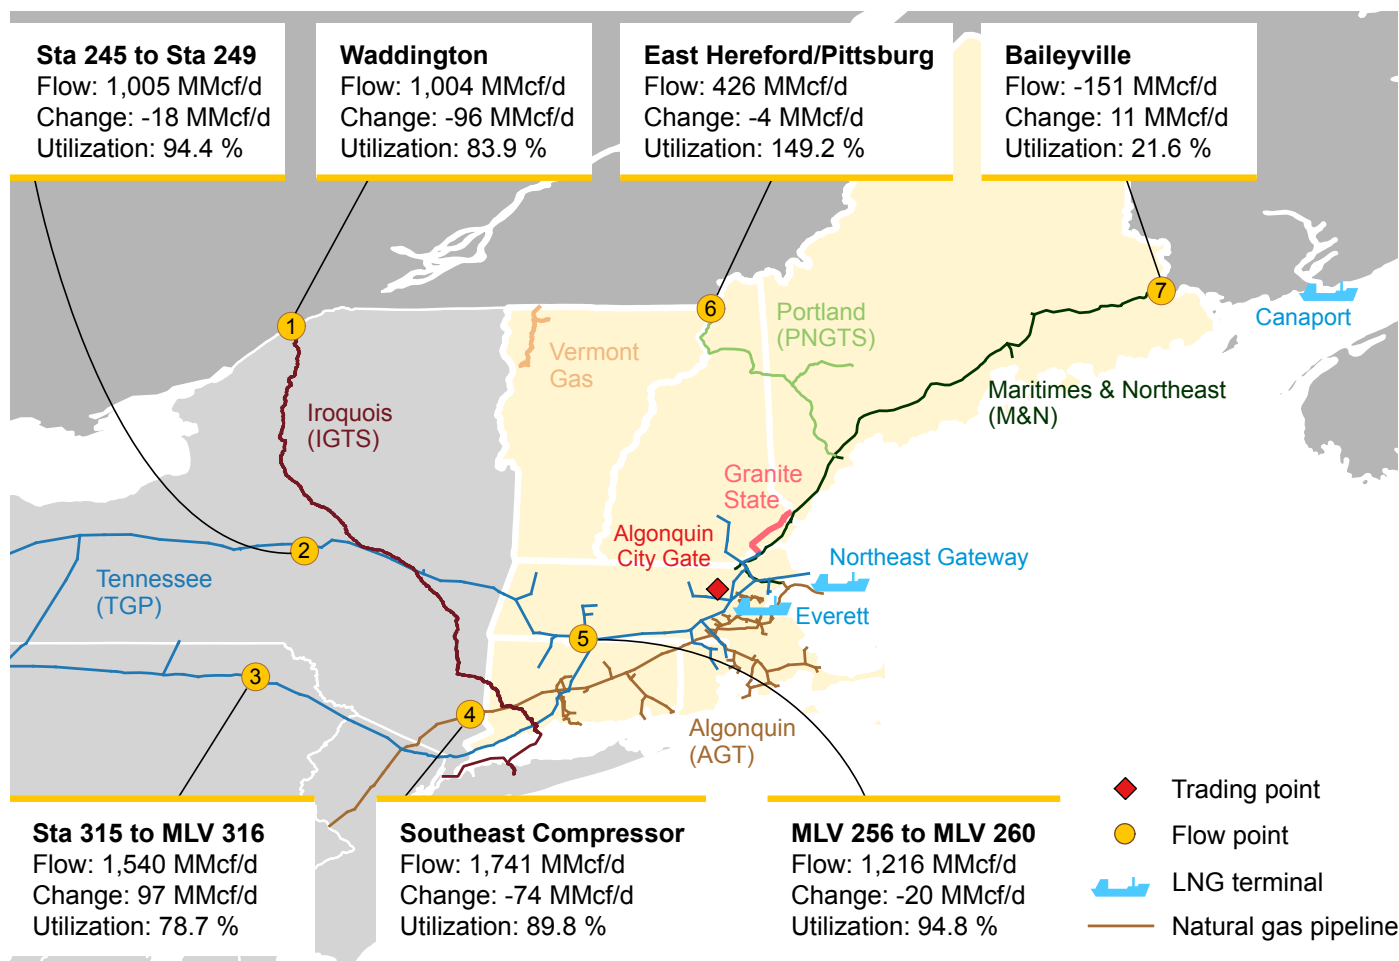 Sta 245 to Sta 249
Flow: 1,005 MMcf/d
Change: -18 MMcf/d
Utilization: 94.4 %
Waddington
Flow: 1,004 MMcf/d
Change: -96 MMcf/d
Utilization: 83.9 %
East Hereford/Pittsburg
Flow: 426 MMcf/d
Change: -4 MMcf/d
Utilization: 149.2 %
Baileyville
Flow: -151 MMcf/d
Change: 11 MMcf/d
Utilization: 21.6 %
7
6
1
Canaport
Portland
(PNGTS)
Vermont
Gas
Maritimes & Northeast
(M&N)
Iroquois
(IGTS)
Granite
State
Algonquin
City Gate
2
Northeast Gateway
Tennessee
(TGP)
Everett
5
3
4
Algonquin
(AGT)
Sta 315 to MLV 316
Flow: 1,540 MMcf/d
Change: 97 MMcf/d
Utilization: 78.7 %
Southeast Compressor
Flow: 1,741 MMcf/d
Change: -74 MMcf/d
Utilization: 89.8 %
MLV 256 to MLV 260
Flow: 1,216 MMcf/d
Change: -20 MMcf/d
Utilization: 94.8 %
Trading point
Flow point
LNG terminal
Natural gas pipeline